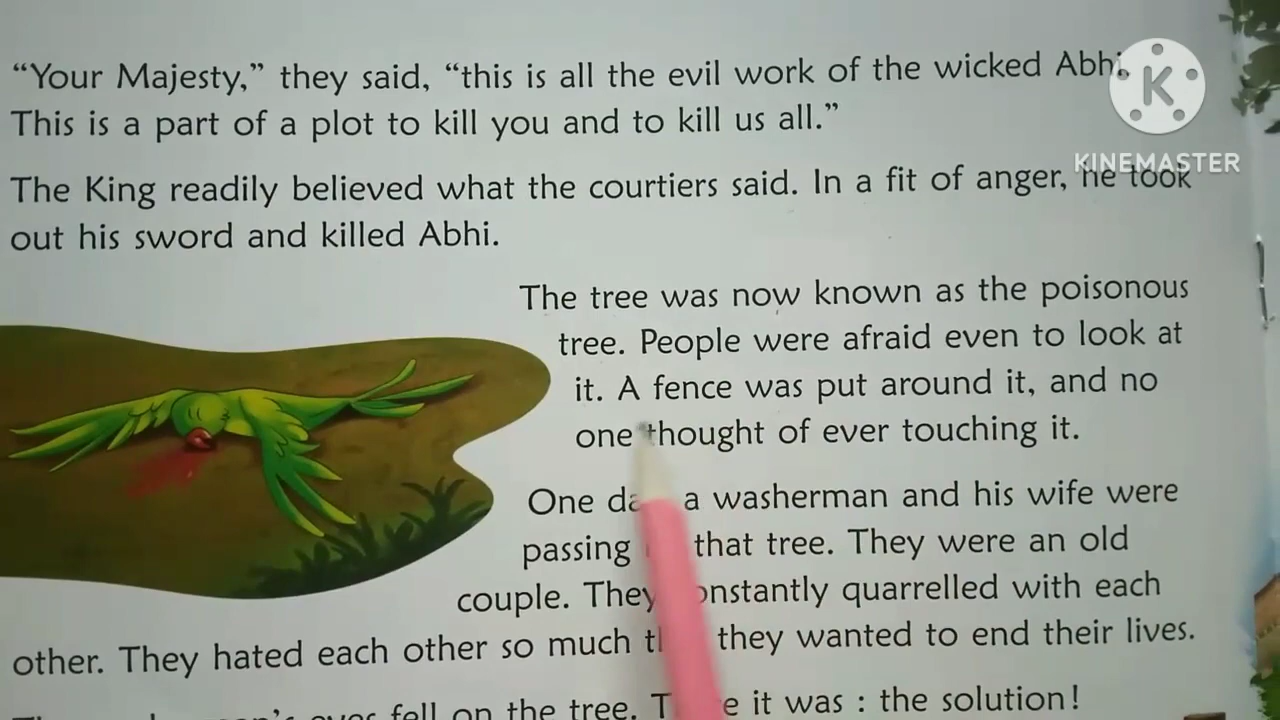 “Your Majesty,” they said, “this is all the evil work of the wicked Abhi.
This is a part of a plot to kill you and to kill us all.”
K
KINEMASTER
The King readily believed what the courtiers said. In a fit of anger, he took
out his sword and killed Abhi.
The tree was now known as the poisonous
tree. People were afraid even to look at
it. A fence was put around it, and no
one thought of ever touching it.
One a washerman and his wife were
passing that tree. They were an old
couple. They constantly quarrelled with each
other. They hated each other so much they wanted to end their lives.
eyes fell on the tree. it was : the solution!